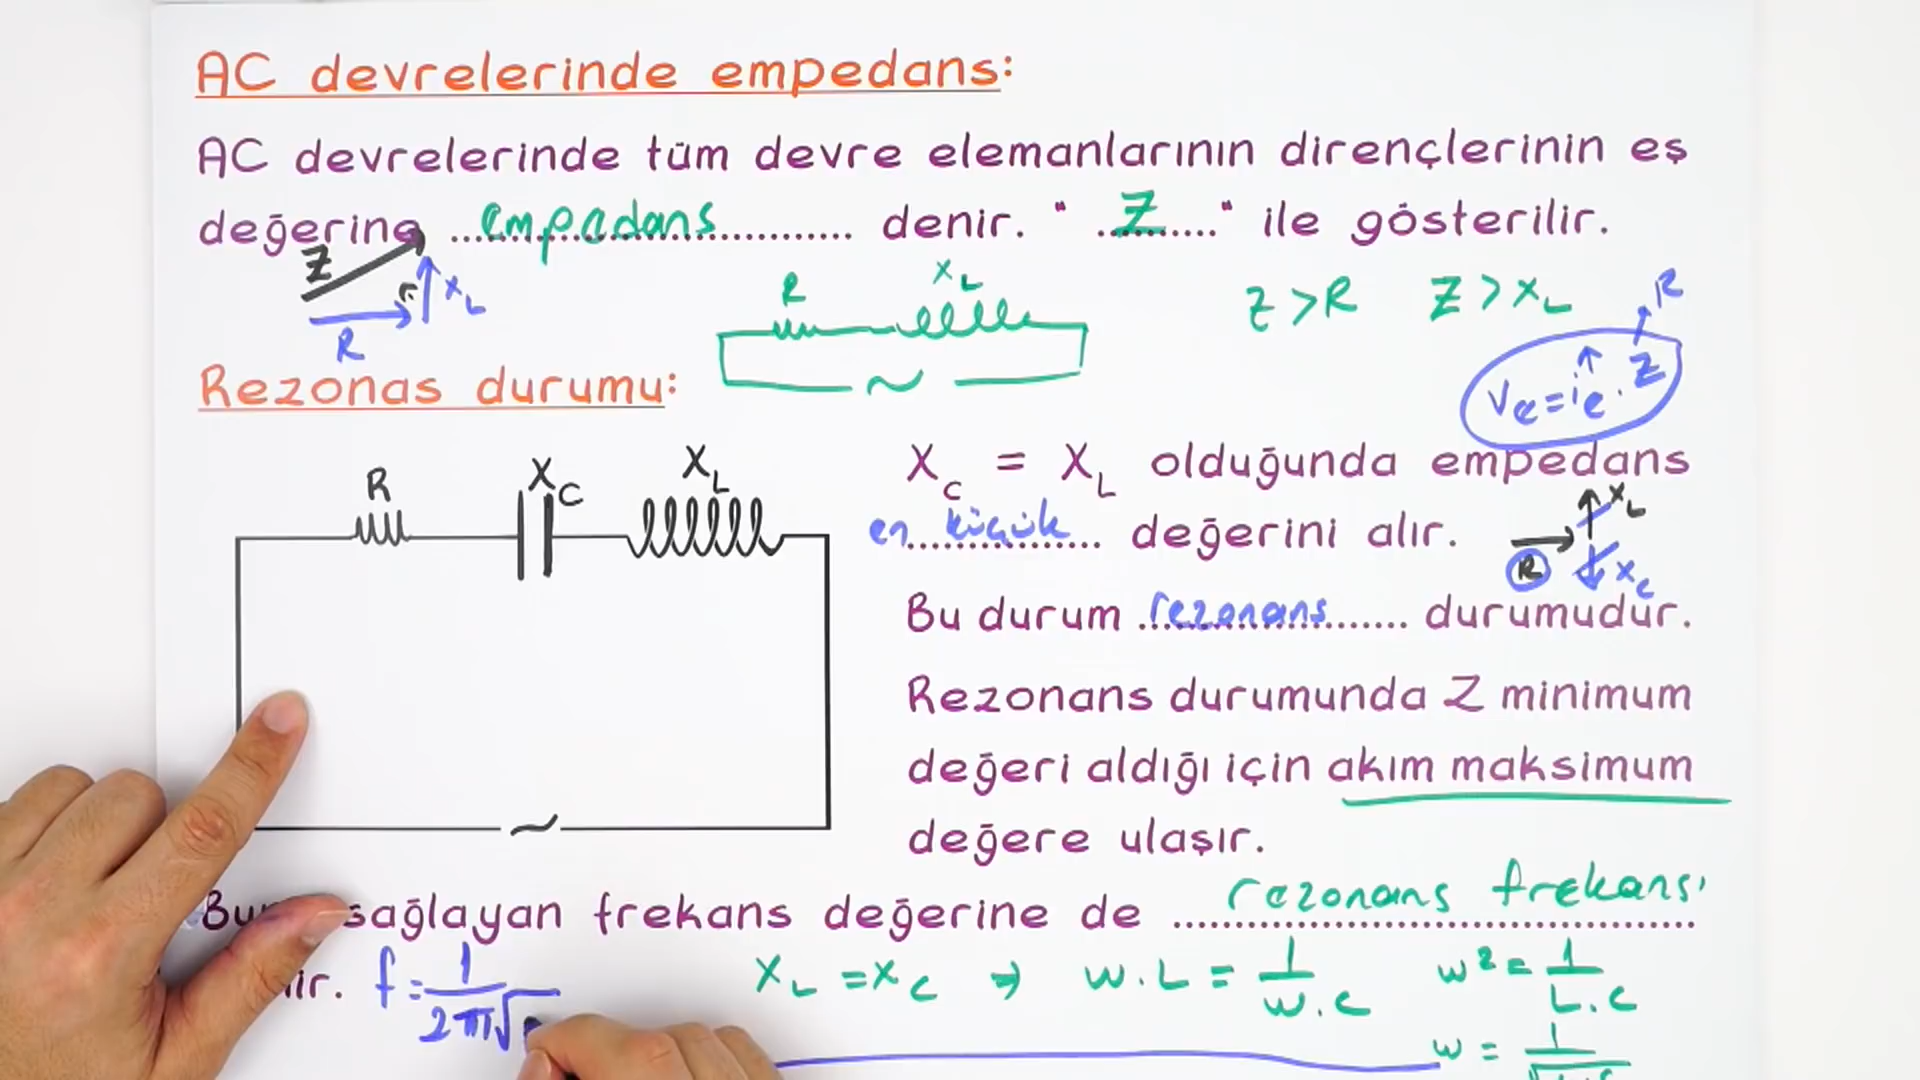 AC devrelerinde empedans:
AC devrelerinde tüm devre elemanlarının dirençlerinin eş
değerine ...empedans............ denir. "..Z....." ile gösterilir.
Z
X_L
R
R X_L
Z > R Z > X_L
R
V_e = i_e . Z
Rezonas durumu:
R X_C X_L
X_C = X_L olduğunda empedans
en küçük değerini alır.
X_L
R X_C
Bu durum ..rezonans........ durumudur.
Rezonans durumunda Z minimum
değeri aldığı için akım maksimum
değere ulaşır.
~
sağlayan frekans değerine de rezonans frekansı
f = 1 / 2π√
X_L = X_C ⇒ w.L = 1 / w.C
w² = 1 / L.C
w = 1 / √